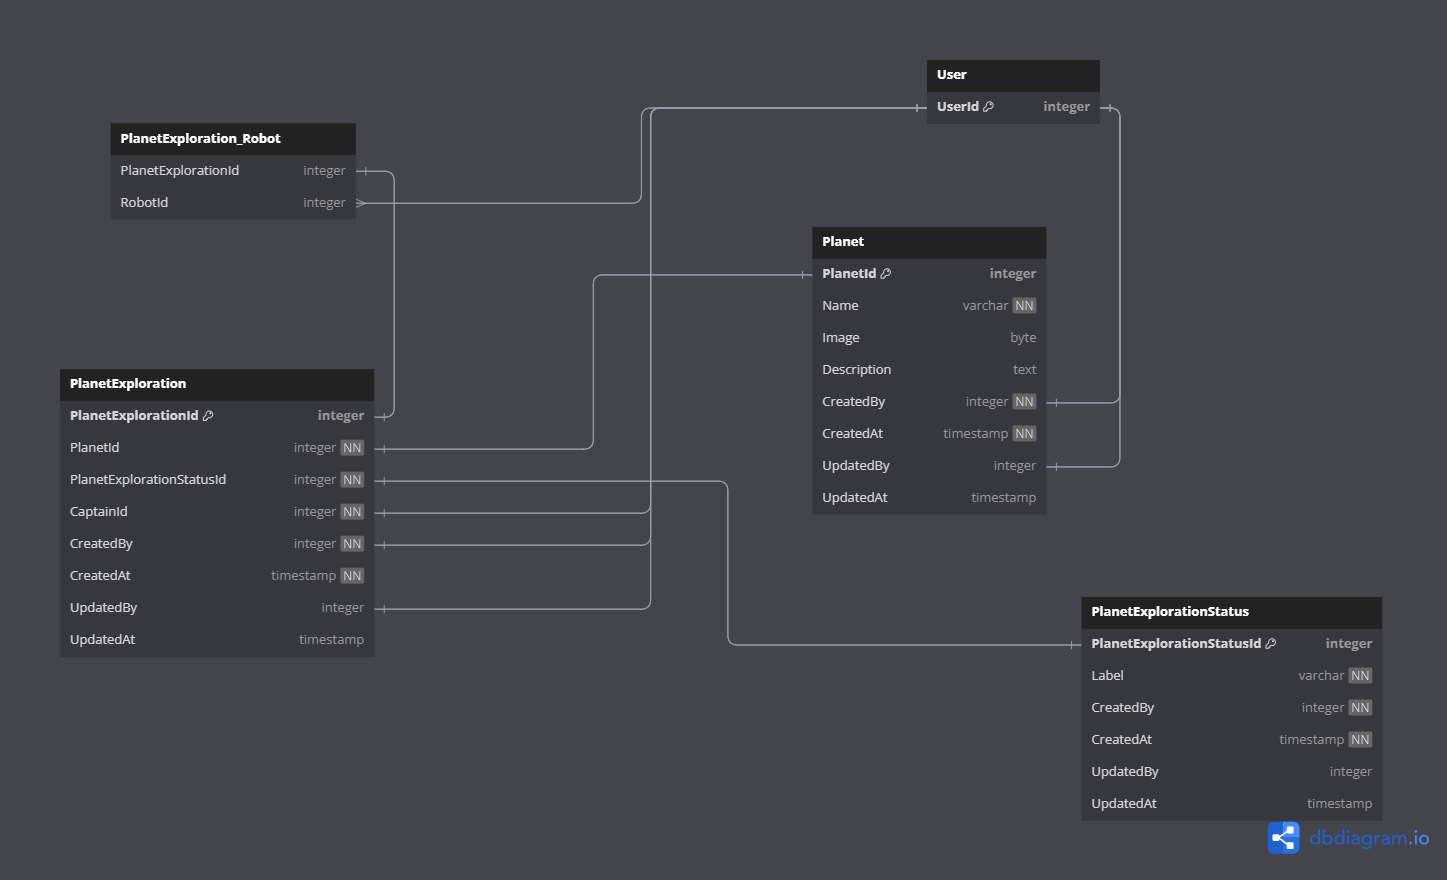 User
UserId integer
PlanetExploration_Robot
PlanetExplorationId integer
RobotId integer
Planet
PlanetId integer
Name varchar NN
Image byte
Description text
CreatedBy integer NN
CreatedAt timestamp NN
UpdatedBy integer
UpdatedAt timestamp
PlanetExploration
PlanetExplorationId integer
PlanetId integer NN
PlanetExplorationStatusId integer NN
CaptainId integer NN
CreatedBy integer NN
CreatedAt timestamp NN
UpdatedBy integer
UpdatedAt timestamp
PlanetExplorationStatus
PlanetExplorationStatusId integer
Label varchar NN
CreatedBy integer NN
CreatedAt timestamp NN
UpdatedBy integer
UpdatedAt timestamp
dbdiagram.io